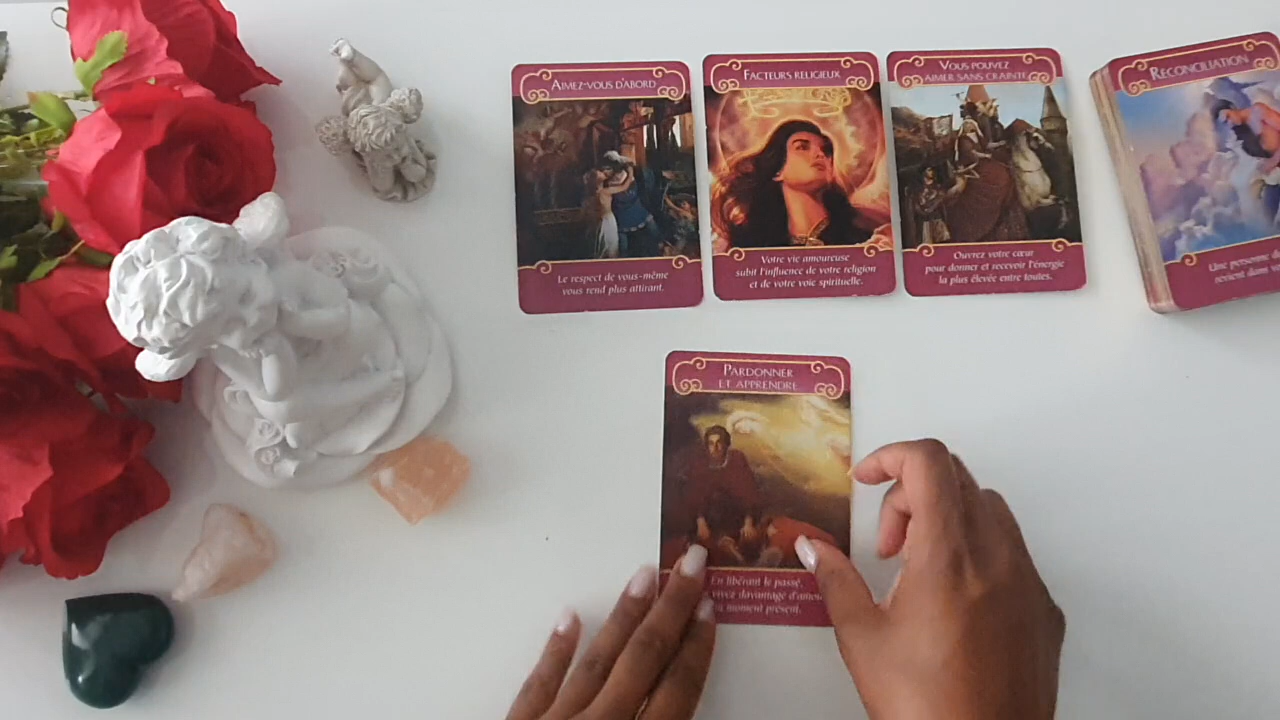 AIMEZ-VOUS D'ABORD
Le respect de vous-même
vous rend plus attirant.
FACTEURS RELIGIEUX
Votre vie amoureuse
subit l'influence de votre religion
et de votre voie spirituelle.
VOUS POUVEZ
AIMER SANS CRAINTE
Ouvrez votre cœur
pour donner et recevoir l'énergie
la plus élevée entre toutes.
RECONCILIATION
Une personne
revient dans
PARDONNER
ET APPRENDRE
En libérant le passé,
vivez davantage d'amour
moment présent.